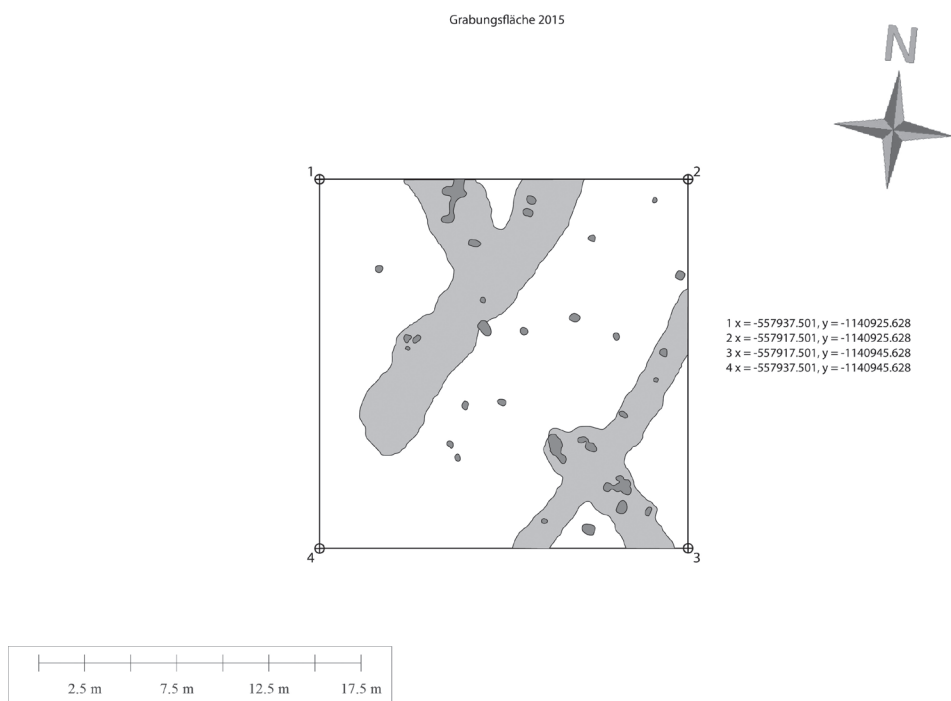 Grabungsfläche 2015
N
1
2
1 x = -557937.501, y = -1140925.628
2 x = -557917.501, y = -1140925.628
3 x = -557917.501, y = -1140945.628
4 x = -557937.501, y = -1140945.628
4
3
2.5 m 7.5 m 12.5 m 17.5 m